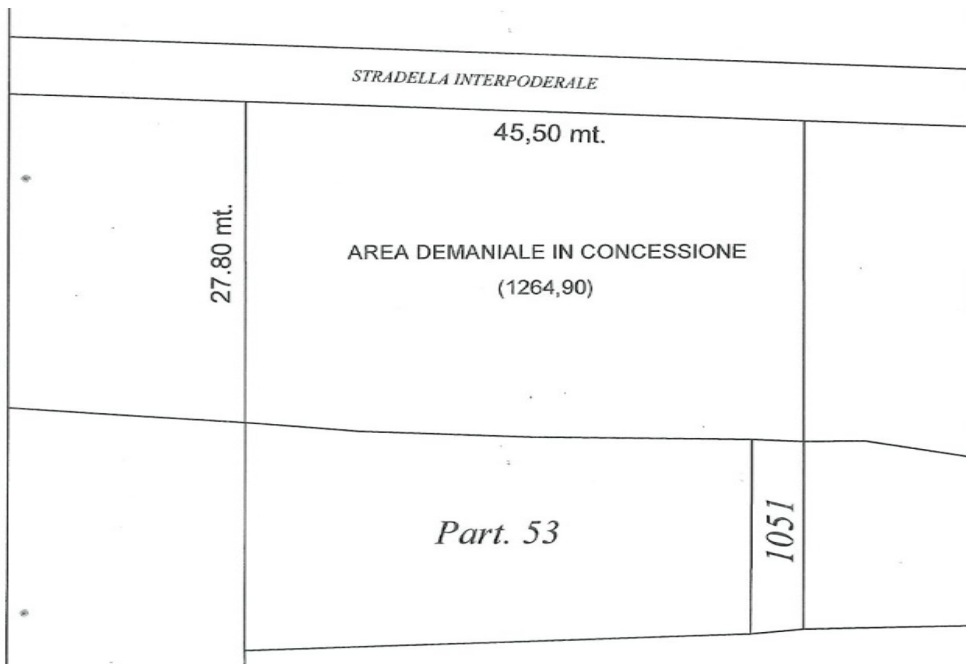 STRADELLA INTERPODERALE
45,50 mt.
27.80 mt.
AREA DEMANIALE IN CONCESSIONE
(1264,90)
Part. 53
1051